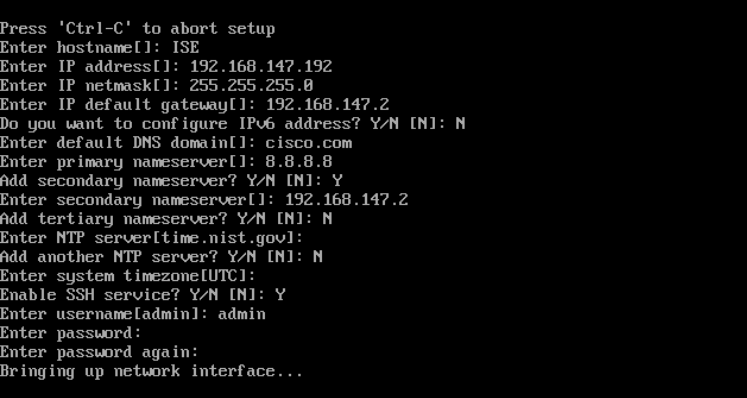 Press 'Ctrl-C' to abort setup
Enter hostname[]: ISE
Enter IP address[]: 192.168.147.192
Enter IP netmask[]: 255.255.255.0
Enter IP default gateway[]: 192.168.147.2
Do you want to configure IPv6 address? Y/N [N]: N
Enter default DNS domain[]: cisco.com
Enter primary nameserver[]: 8.8.8.8
Add secondary nameserver? Y/N [N]: Y
Enter secondary nameserver[]: 192.168.147.2
Add tertiary nameserver? Y/N [N]: N
Enter NTP server[time.nist.gov]:
Add another NTP server? Y/N [N]: N
Enter system timezone[UTC]:
Enable SSH service? Y/N [N]: Y
Enter username[admin]: admin
Enter password:
Enter password again:
Bringing up network interface...